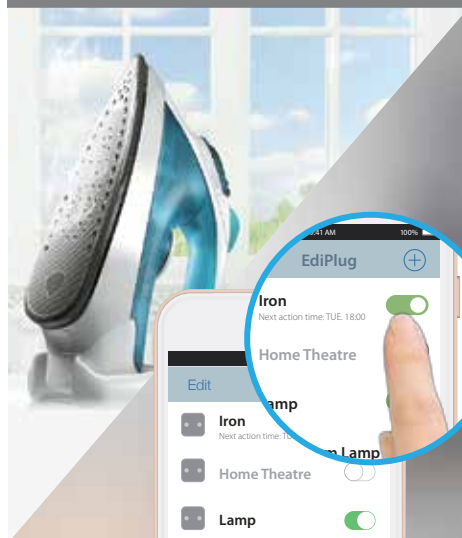 :41 AM 100%
EdiPlug
Iron
Next action time: TUE. 18:00
Home Theatre
amp
m Lamp
Edit
Iron
Next action time: TU
Home Theatre
Lamp